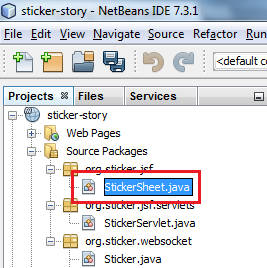 sticker-story - NetBeans IDE 7.3.1
File Edit View Navigate Source Refactor Run
<default co
Projects Files Services
sticker-story
Web Pages
Source Packages
org.sticker.jsf
StickerSheet.java
org.sticker.jsf.servlets
StickerServlet.java
org.sticker.websocket
Sticker.java